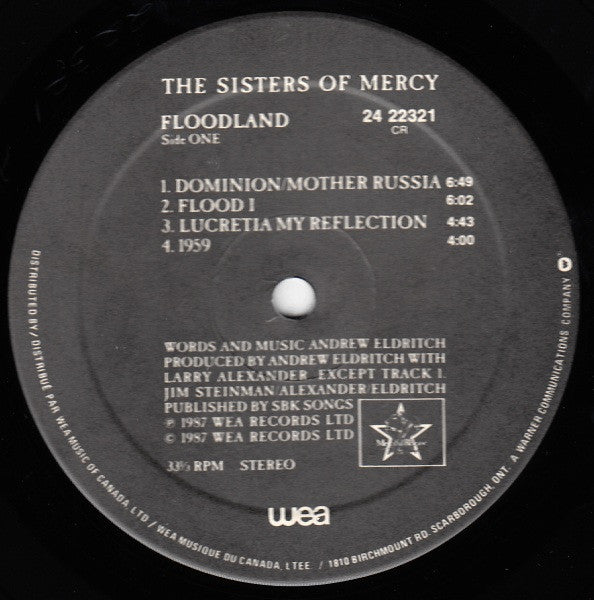 THE SISTERS OF MERCY
FLOODLAND
24 22321
Side ONE
CR
1. DOMINION/MOTHER RUSSIA 6:49
2. FLOOD I 6:02
3. LUCRETIA MY REFLECTION 4:43
4. 1959 4:00
WORDS AND MUSIC ANDREW ELDRITCH
PRODUCED BY ANDREW ELDRITCH WITH
LARRY ALEXANDER EXCEPT TRACK 1.
JIM STEINMAN/ALEXANDER/ELDRITCH
PUBLISHED BY SBK SONGS
℗ 1987 WEA RECORDS LTD
© 1987 WEA RECORDS LTD
33⅓ RPM STEREO
wea
DISTRIBUTED BY / DISTRIBUÉ PAR WEA MUSIC OF CANADA, LTD / WEA MUSIQUE DU CANADA, LTEE. / 1810 BIRCHMOUNT RD. SCARBOROUGH, ONT. A WARNER COMMUNICATIONS COMPANY